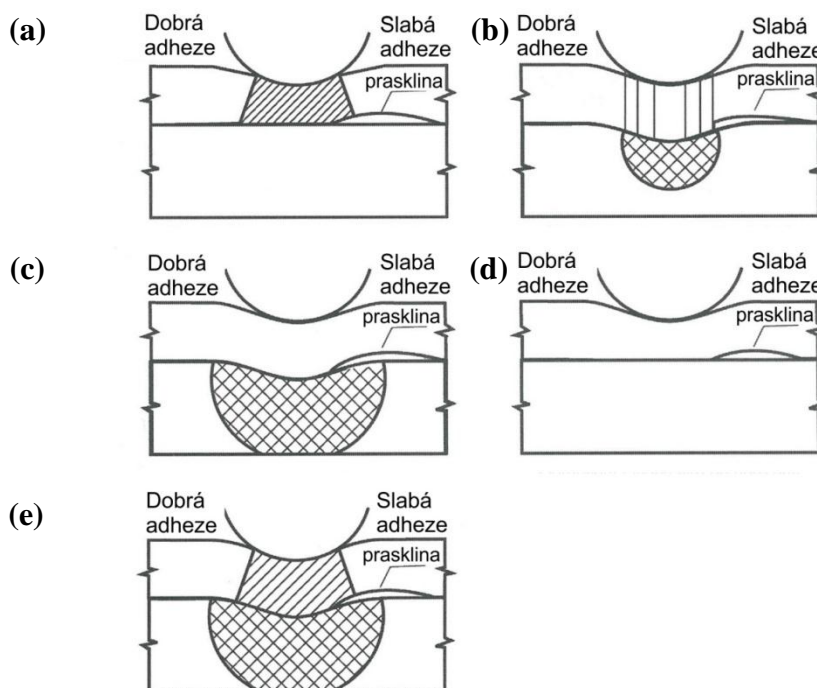 (a)
Dobrá
adheze
Slabá
adheze
prasklina
(b)
Dobrá
adheze
Slabá
adheze
prasklina
(c)
Dobrá
adheze
Slabá
adheze
prasklina
(d)
Dobrá
adheze
Slabá
adheze
prasklina
(e)
Dobrá
adheze
Slabá
adheze
prasklina